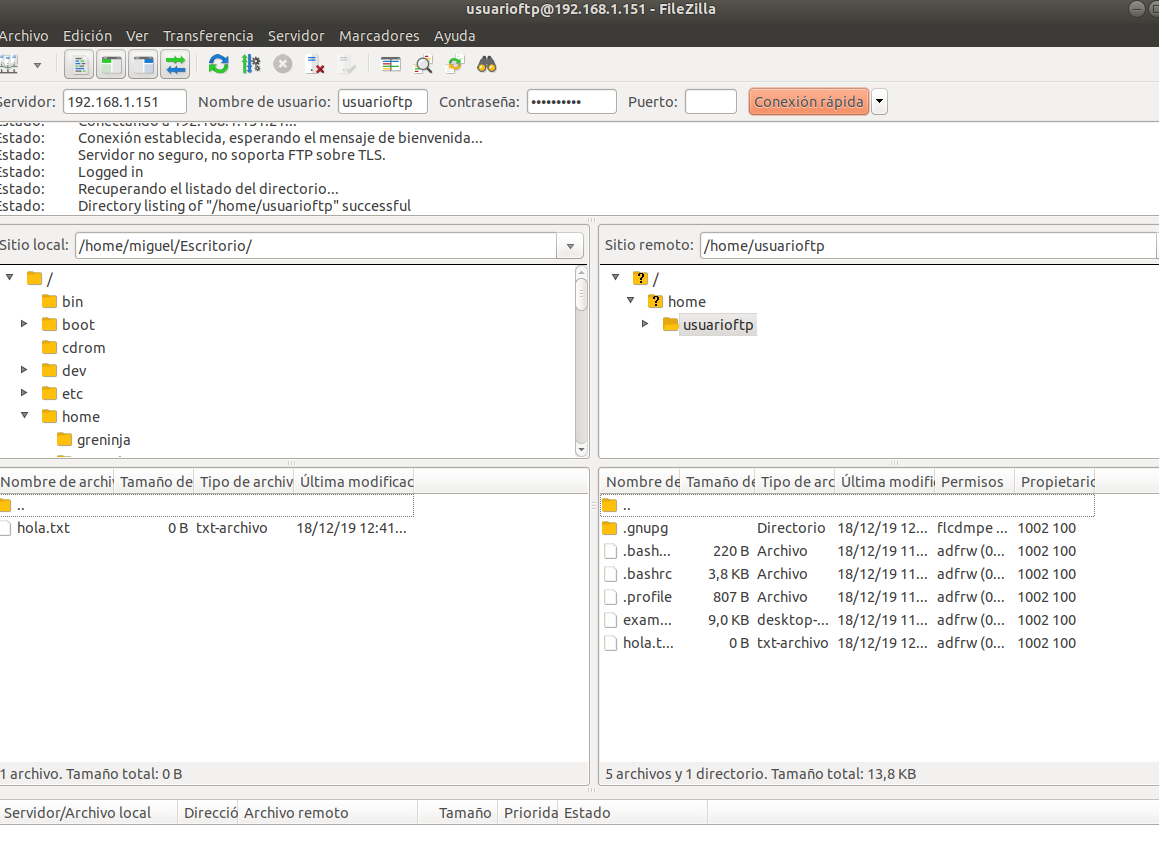 usuarioftp@192.168.1.151 - FileZilla
Archivo Edición Ver Transferencia Servidor Marcadores Ayuda
Servidor: 192.168.1.151 Nombre de usuario: usuarioftp Contraseña: •••••••••• Puerto: Conexión rápida
Estado: Conectando a 192.168.1.151:21...
Estado: Conexión establecida, esperando el mensaje de bienvenida...
Estado: Servidor no seguro, no soporta FTP sobre TLS.
Estado: Logged in
Estado: Recuperando el listado del directorio...
Estado: Directory listing of "/home/usuarioftp" successful
Sitio local: /home/miguel/Escritorio/
/
bin
boot
cdrom
dev
etc
home
greninja
Sitio remoto: /home/usuarioftp
/
home
usuarioftp
Nombre de archiv Tamaño de Tipo de archiv Última modificac
..
hola.txt 0 B txt-archivo 18/12/19 12:41...
1 archivo. Tamaño total: 0 B
Nombre de Tamaño de Tipo de arc Última modifi Permisos Propietario
..
.gnupg Directorio 18/12/19 12... flcdmpe ... 1002 100
.bash... 220 B Archivo 18/12/19 11... adfrw (0... 1002 100
.bashrc 3,8 KB Archivo 18/12/19 11... adfrw (0... 1002 100
.profile 807 B Archivo 18/12/19 11... adfrw (0... 1002 100
exam... 9,0 KB desktop-... 18/12/19 11... adfrw (0... 1002 100
hola.t... 0 B txt-archivo 18/12/19 12... adfrw (0... 1002 100
5 archivos y 1 directorio. Tamaño total: 13,8 KB
Servidor/Archivo local Direcció Archivo remoto Tamaño Priorida Estado